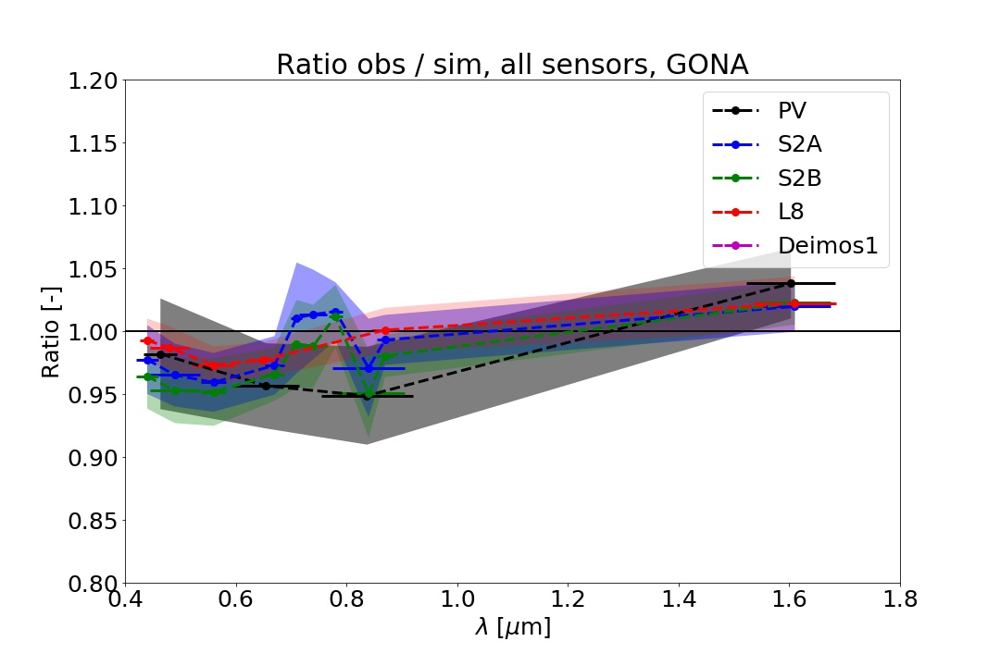 Ratio obs / sim, all sensors, GONA
1.20
1.15
1.10
1.05
1.00
0.95
0.90
0.85
0.80
Ratio [-]
PV
S2A
S2B
L8
Deimos1
0.4 0.6 0.8 1.0 1.2 1.4 1.6 1.8
λ [μm]